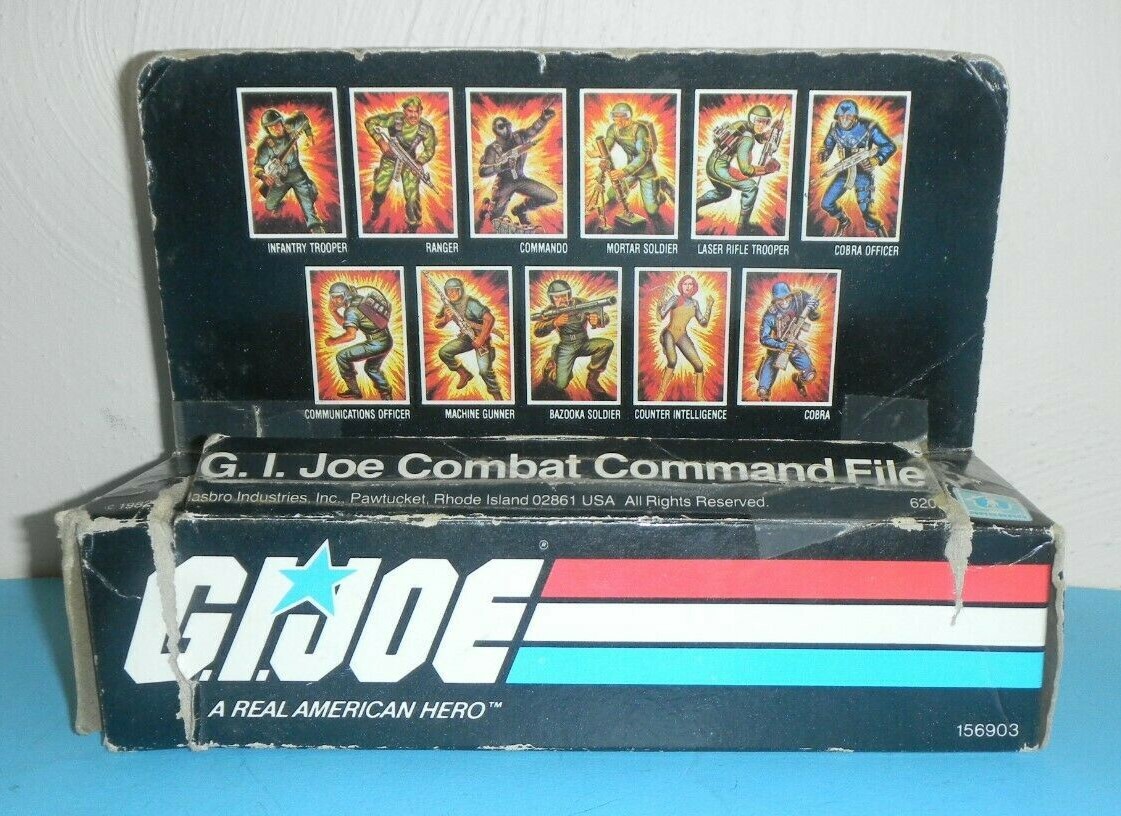 INFANTRY TROOPER RANGER COMMANDO MORTAR SOLDIER LASER RIFLE TROOPER COBRA OFFICER
COMMUNICATIONS OFFICER MACHINE GUNNER BAZOOKA SOLDIER COUNTER INTELLIGENCE COBRA
G. I. Joe Combat Command File
Industries, Inc., Pawtucket, Rhode Island 02861 USA All Rights Reserved.
G.I. JOE ®
A REAL AMERICAN HERO™
156903